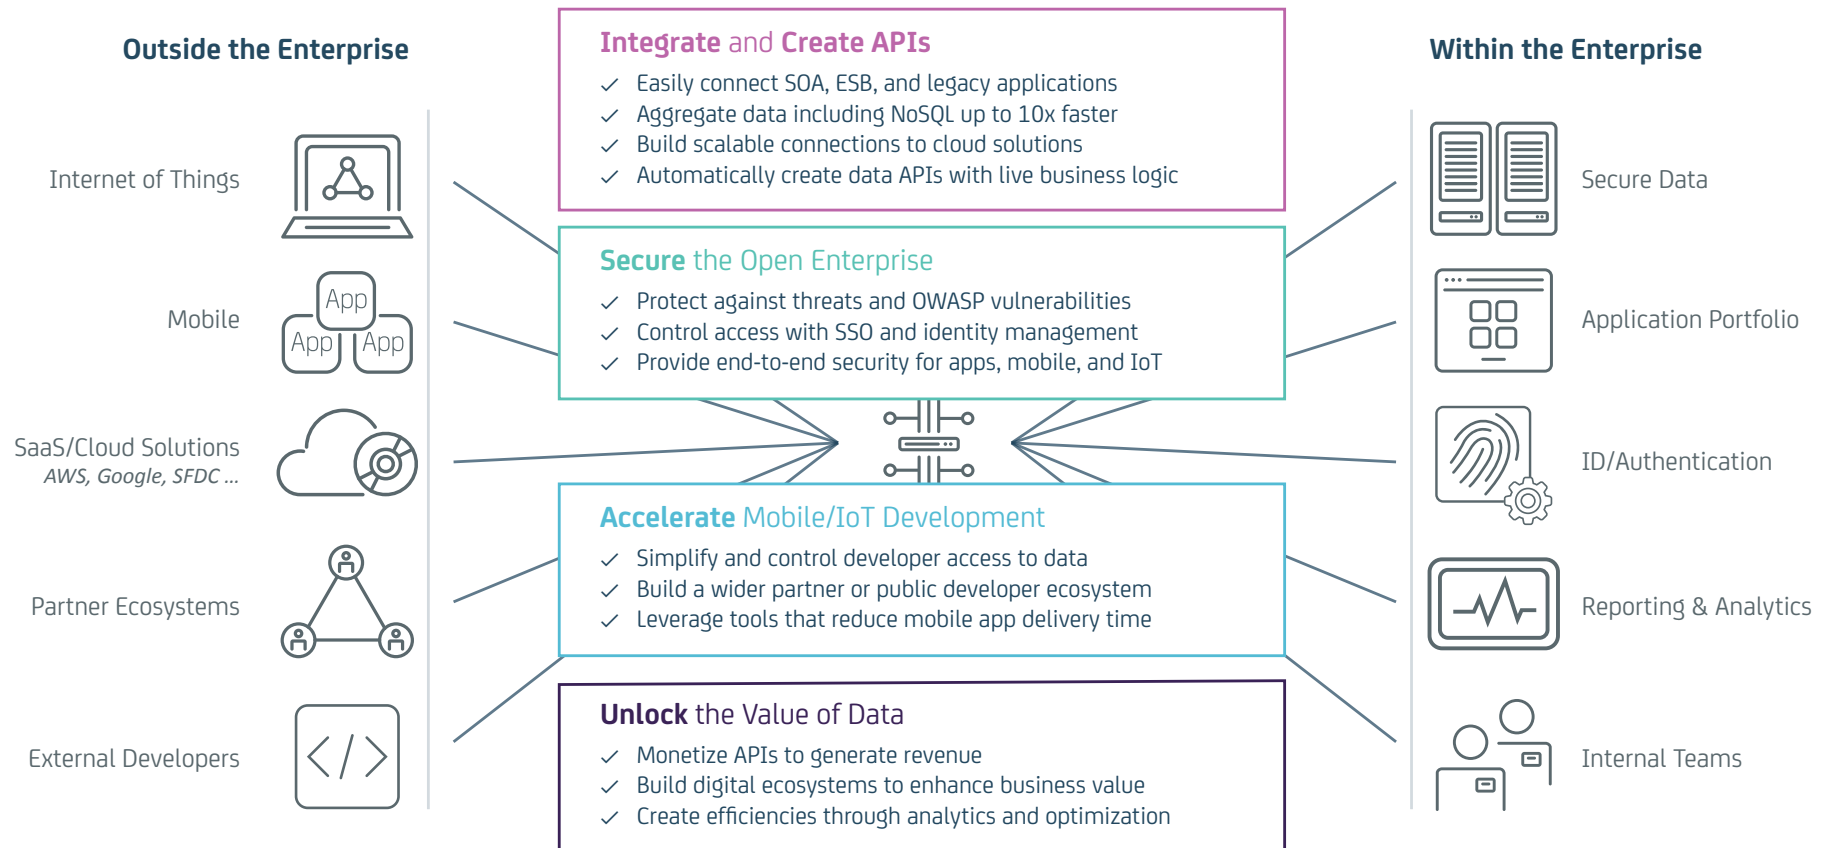 Outside the Enterprise
Internet of Things
Mobile
App
App
App
SaaS/Cloud Solutions
AWS, Google, SFDC ...
Partner Ecosystems
External Developers
</>
Integrate and Create APIs
✓ Easily connect SOA, ESB, and legacy applications
✓ Aggregate data including NoSQL up to 10x faster
✓ Build scalable connections to cloud solutions
✓ Automatically create data APIs with live business logic
Secure the Open Enterprise
✓ Protect against threats and OWASP vulnerabilities
✓ Control access with SSO and identity management
✓ Provide end-to-end security for apps, mobile, and IoT
Accelerate Mobile/IoT Development
✓ Simplify and control developer access to data
✓ Build a wider partner or public developer ecosystem
✓ Leverage tools that reduce mobile app delivery time
Unlock the Value of Data
✓ Monetize APIs to generate revenue
✓ Build digital ecosystems to enhance business value
✓ Create efficiencies through analytics and optimization
Within the Enterprise
Secure Data
Application Portfolio
ID/Authentication
Reporting & Analytics
Internal Teams